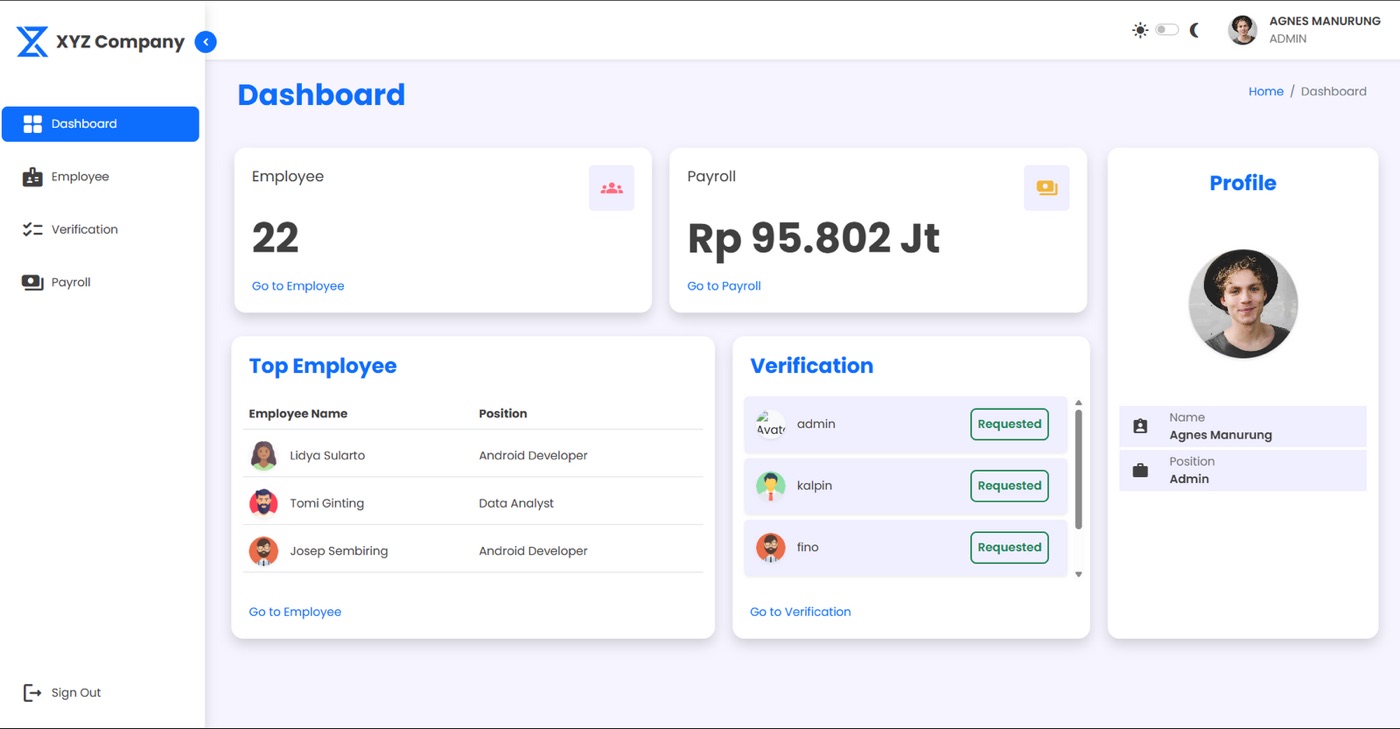 XYZ Company
AGNES MANURUNG
ADMIN
Dashboard
Employee
Verification
Payroll
Sign Out
Dashboard
Home / Dashboard
Employee
22
Go to Employee
Payroll
Rp 95.802 Jt
Go to Payroll
Top Employee
Employee Name Position
Lidya Sularto Android Developer
Tomi Ginting Data Analyst
Josep Sembiring Android Developer
Go to Employee
Verification
admin Requested
kalpin Requested
fino Requested
Go to Verification
Profile
Name
Agnes Manurung
Position
Admin